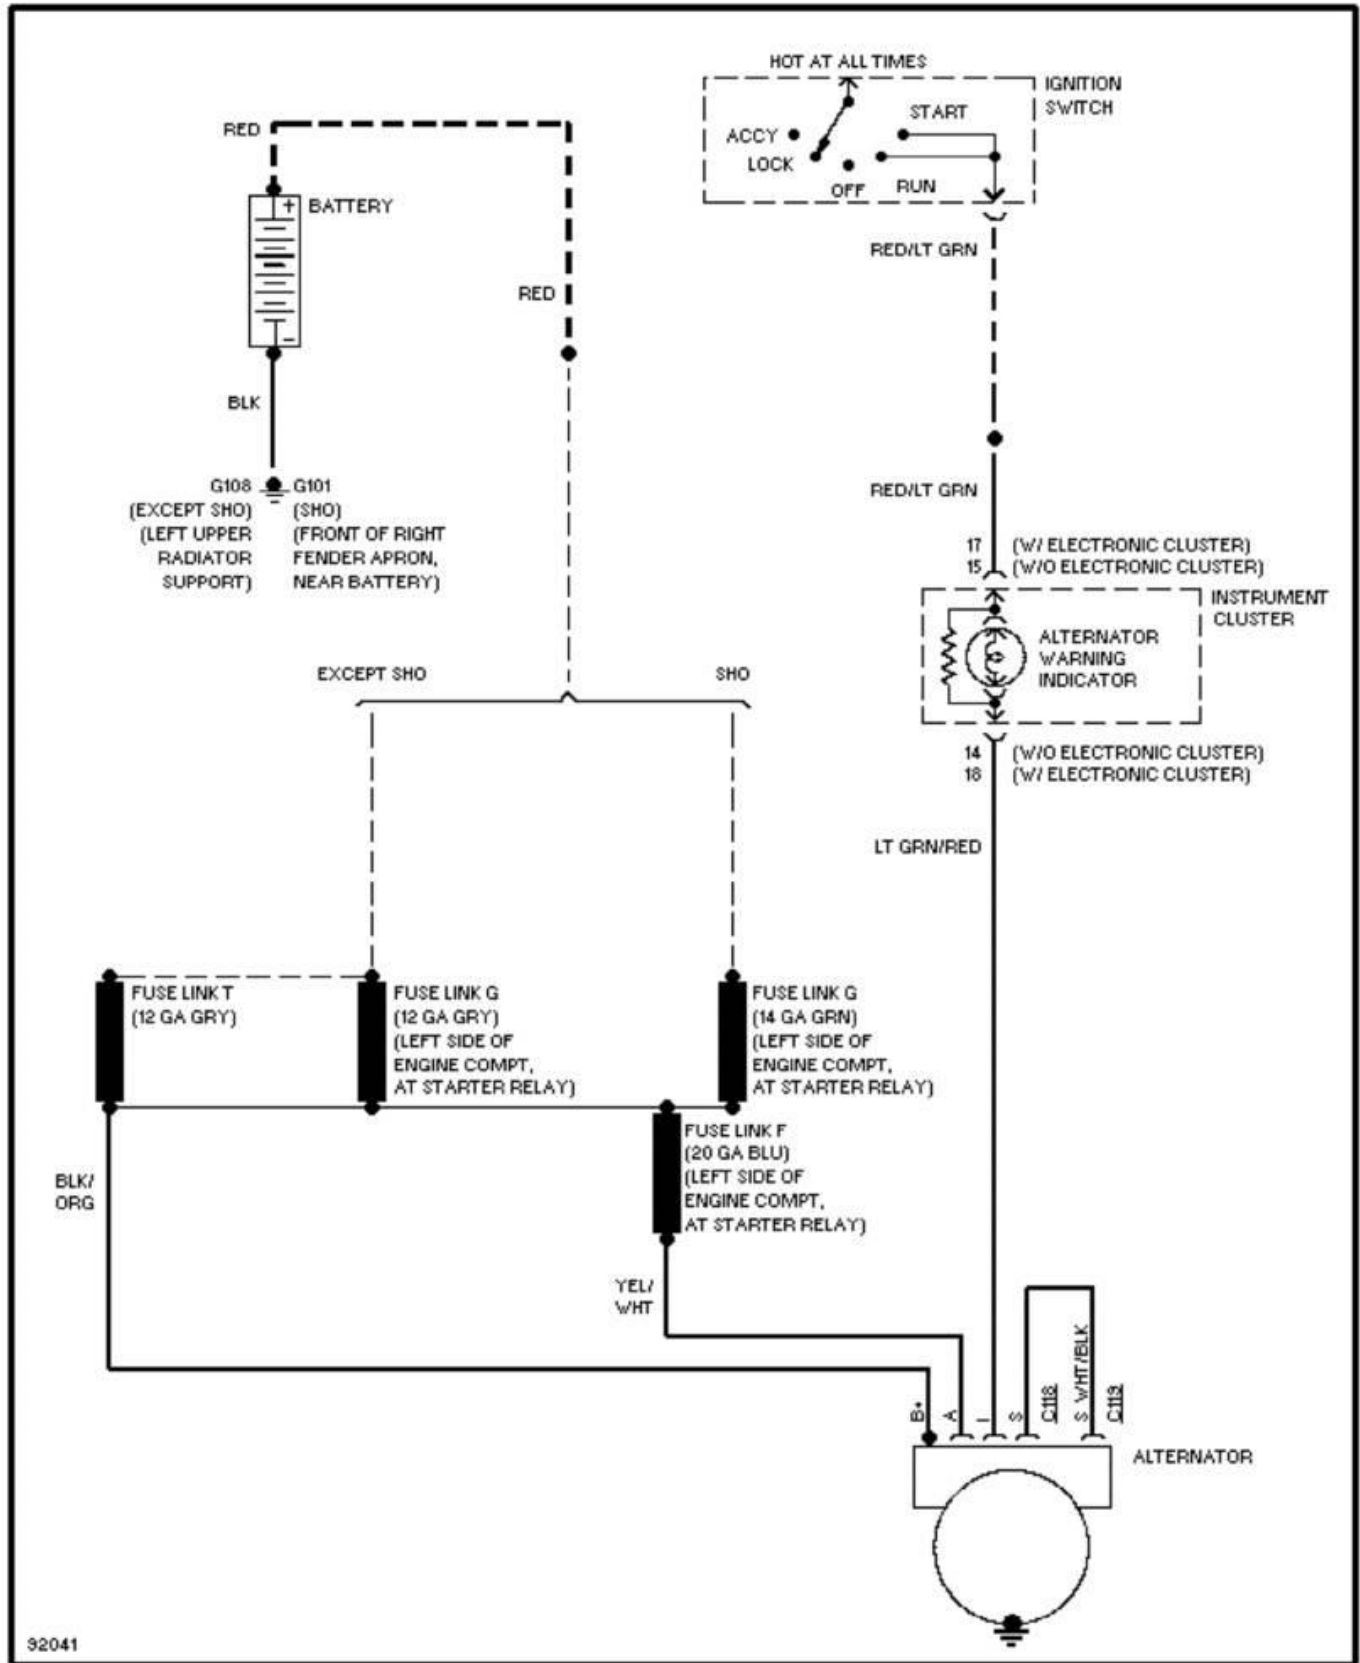 HOT AT ALL TIMES
IGNITION
SWITCH
START
ACCY
LOCK
OFF
RUN
RED
BATTERY
+
-
RED/LT GRN
RED
BLK
G108
(EXCEPT SHO)
(LEFT UPPER
RADIATOR
SUPPORT)
G101
(SHO)
(FRONT OF RIGHT
FENDER APRON,
NEAR BATTERY)
RED/LT GRN
17 (W/ ELECTRONIC CLUSTER)
15 (W/O ELECTRONIC CLUSTER)
INSTRUMENT
CLUSTER
ALTERNATOR
WARNING
INDICATOR
EXCEPT SHO
SHO
14 (W/O ELECTRONIC CLUSTER)
18 (W/ ELECTRONIC CLUSTER)
LT GRN/RED
FUSE LINK T
(12 GA GRY)
FUSE LINK G
(12 GA GRY)
(LEFT SIDE OF
ENGINE COMPT,
AT STARTER RELAY)
FUSE LINK G
(14 GA GRN)
(LEFT SIDE OF
ENGINE COMPT,
AT STARTER RELAY)
FUSE LINK F
(20 GA BLU)
(LEFT SIDE OF
ENGINE COMPT,
AT STARTER RELAY)
BLK/
ORG
YEL/
WHT
B+
A
I
S
C118
S WHT/BLK
C119
ALTERNATOR
92041